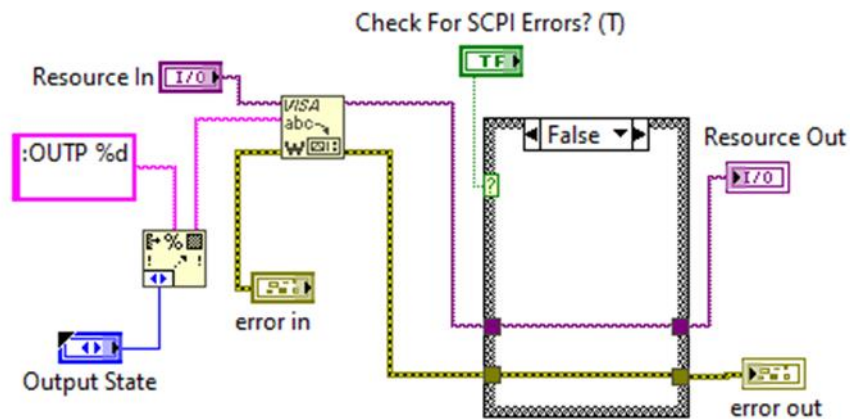 Check For SCPI Errors? (T)
TF
Resource In
I/O
VISA
abc
W
:OUTP %d
False
?
Resource Out
I/O
%
! !
error in
Output State
error out